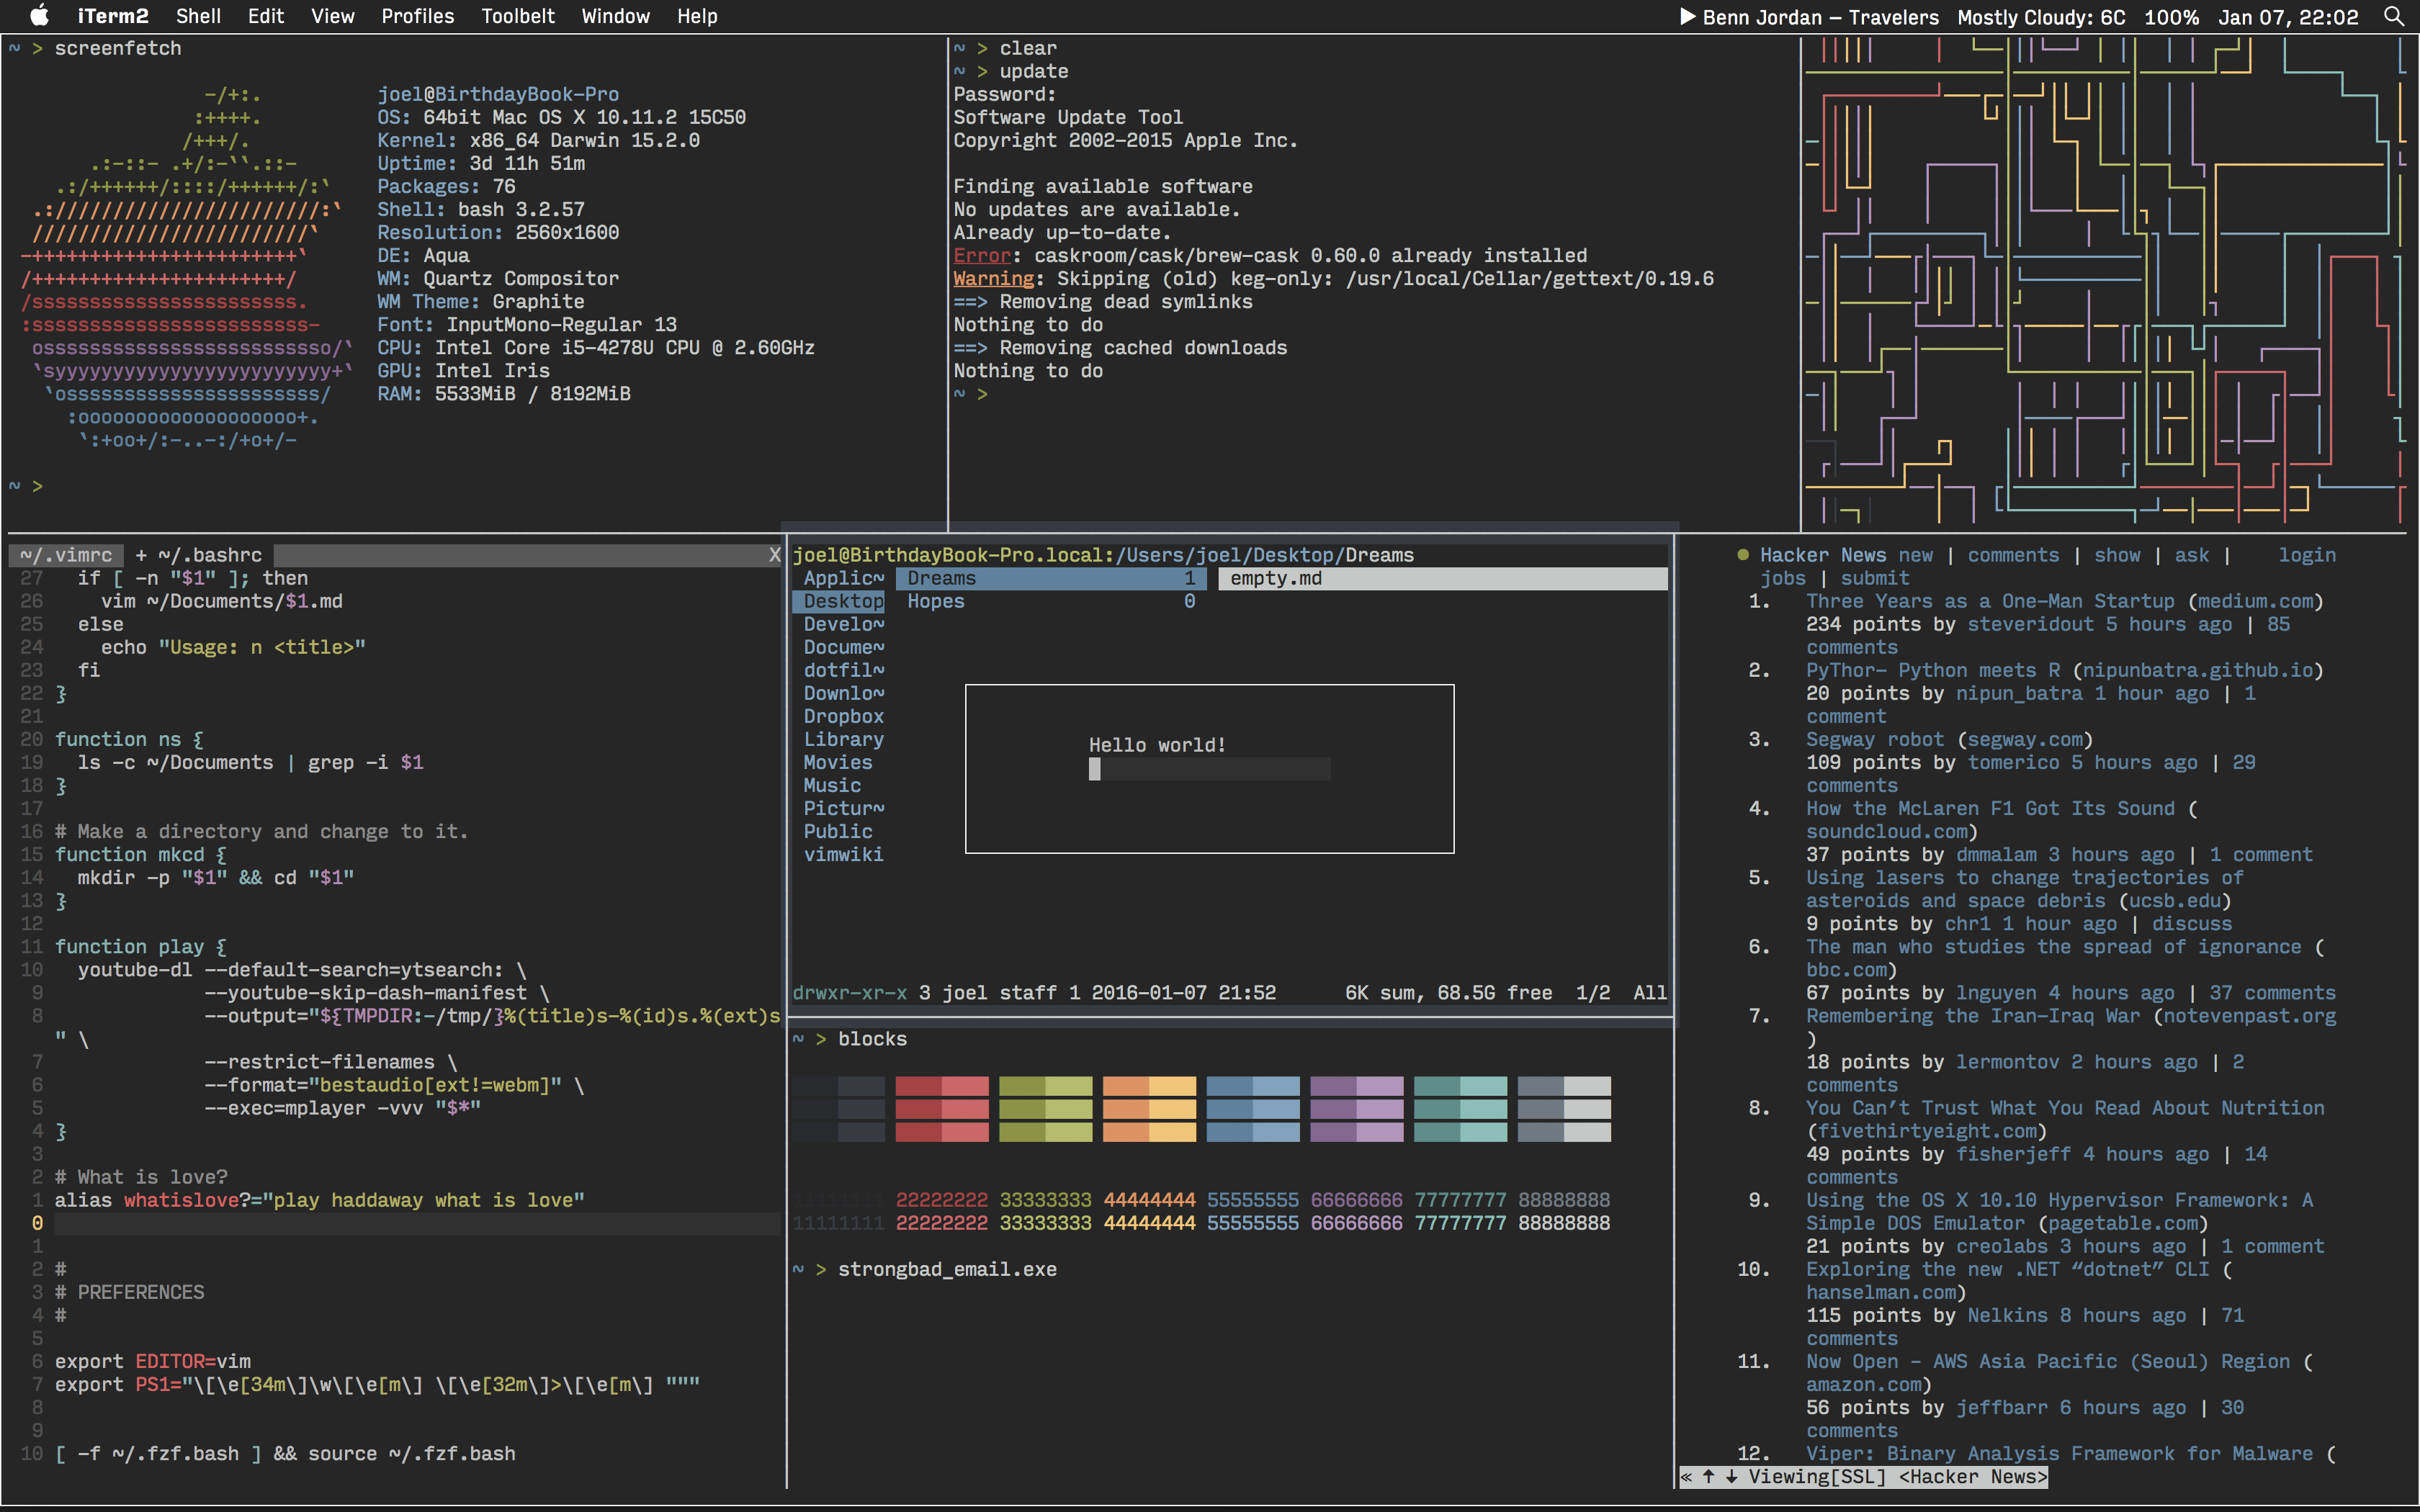 iTerm2 Shell Edit View Profiles Toolbelt Window Help
▶ Benn Jordan – Travelers Mostly Cloudy: 6C 100% Jan 07, 22:02
~ > screenfetch
-/+:.
:++++.
/+++/.
.:-::- .+/:-``.::-
.:/++++++/::::/++++++/:`
.:///////////////////////:`
////////////////////////`
-+++++++++++++++++++++++`
/++++++++++++++++++++++/
/sssssssssssssssssssssss.
:ssssssssssssssssssssssss-
osssssssssssssssssssssssso/`
`syyyyyyyyyyyyyyyyyyyyyyyy+`
`ossssssssssssssssssssss/
:ooooooooooooooooooo+.
`:+oo+/:-..-:/+o+/-
joel@BirthdayBook-Pro
OS: 64bit Mac OS X 10.11.2 15C50
Kernel: x86_64 Darwin 15.2.0
Uptime: 3d 11h 51m
Packages: 76
Shell: bash 3.2.57
Resolution: 2560x1600
DE: Aqua
WM: Quartz Compositor
WM Theme: Graphite
Font: InputMono-Regular 13
CPU: Intel Core i5-4278U CPU @ 2.60GHz
GPU: Intel Iris
RAM: 5533MiB / 8192MiB
~ >
~ > clear
~ > update
Password:
Software Update Tool
Copyright 2002-2015 Apple Inc.
Finding available software
No updates are available.
Already up-to-date.
Error: caskroom/cask/brew-cask 0.60.0 already installed
Warning: Skipping (old) keg-only: /usr/local/Cellar/gettext/0.19.6
==> Removing dead symlinks
Nothing to do
==> Removing cached downloads
Nothing to do
~ >
~/.vimrc + ~/.bashrc X
27 if [ -n "$1" ]; then
26 vim ~/Documents/$1.md
25 else
24 echo "Usage: n <title>"
23 fi
22 }
21
20 function ns {
19 ls -c ~/Documents | grep -i $1
18 }
17
16 # Make a directory and change to it.
15 function mkcd {
14 mkdir -p "$1" && cd "$1"
13 }
12
11 function play {
10 youtube-dl --default-search=ytsearch: \
9 --youtube-skip-dash-manifest \
8 --output="${TMPDIR:-/tmp/}%(title)s-%(id)s.%(ext)s
" \
7 --restrict-filenames \
6 --format="bestaudio[ext!=webm]" \
5 --exec=mplayer -vvv "$*"
4 }
3
2 # What is love?
1 alias whatislove?="play haddaway what is love"
0
1
2 #
3 # PREFERENCES
4 #
5
6 export EDITOR=vim
7 export PS1="\[\e[34m\]\w\[\e[m\] \[\e[32m\]>\[\e[m\] """
8
9
10 [ -f ~/.fzf.bash ] && source ~/.fzf.bash
joel@BirthdayBook-Pro.local:/Users/joel/Desktop/Dreams
Applic~ Dreams 1 empty.md
Desktop Hopes 0
Develo~
Docume~
dotfil~
Downlo~
Dropbox
Library
Movies
Music
Pictur~
Public
vimwiki
Hello world!
drwxr-xr-x 3 joel staff 1 2016-01-07 21:52 6K sum, 68.5G free 1/2 All
~ > blocks
11111111 22222222 33333333 44444444 55555555 66666666 77777777 88888888
11111111 22222222 33333333 44444444 55555555 66666666 77777777 88888888
~ > strongbad_email.exe
Hacker News new | comments | show | ask | login
jobs | submit
1. Three Years as a One-Man Startup (medium.com)
234 points by steveridout 5 hours ago | 85
comments
2. PyThor- Python meets R (nipunbatra.github.io)
20 points by nipun_batra 1 hour ago | 1
comment
3. Segway robot (segway.com)
109 points by tomerico 5 hours ago | 29
comments
4. How the McLaren F1 Got Its Sound (
soundcloud.com)
37 points by dmmalam 3 hours ago | 1 comment
5. Using lasers to change trajectories of
asteroids and space debris (ucsb.edu)
9 points by chr1 1 hour ago | discuss
6. The man who studies the spread of ignorance (
bbc.com)
67 points by lnguyen 4 hours ago | 37 comments
7. Remembering the Iran-Iraq War (notevenpast.org
)
18 points by lermontov 2 hours ago | 2
comments
8. You Can’t Trust What You Read About Nutrition
(fivethirtyeight.com)
49 points by fisherjeff 4 hours ago | 14
comments
9. Using the OS X 10.10 Hypervisor Framework: A
Simple DOS Emulator (pagetable.com)
21 points by creolabs 3 hours ago | 1 comment
10. Exploring the new .NET “dotnet” CLI (
hanselman.com)
115 points by Nelkins 8 hours ago | 71
comments
11. Now Open – AWS Asia Pacific (Seoul) Region (
amazon.com)
56 points by jeffbarr 6 hours ago | 30
comments
12. Viper: Binary Analysis Framework for Malware (
« ↑ ↓ Viewing[SSL] <Hacker News>